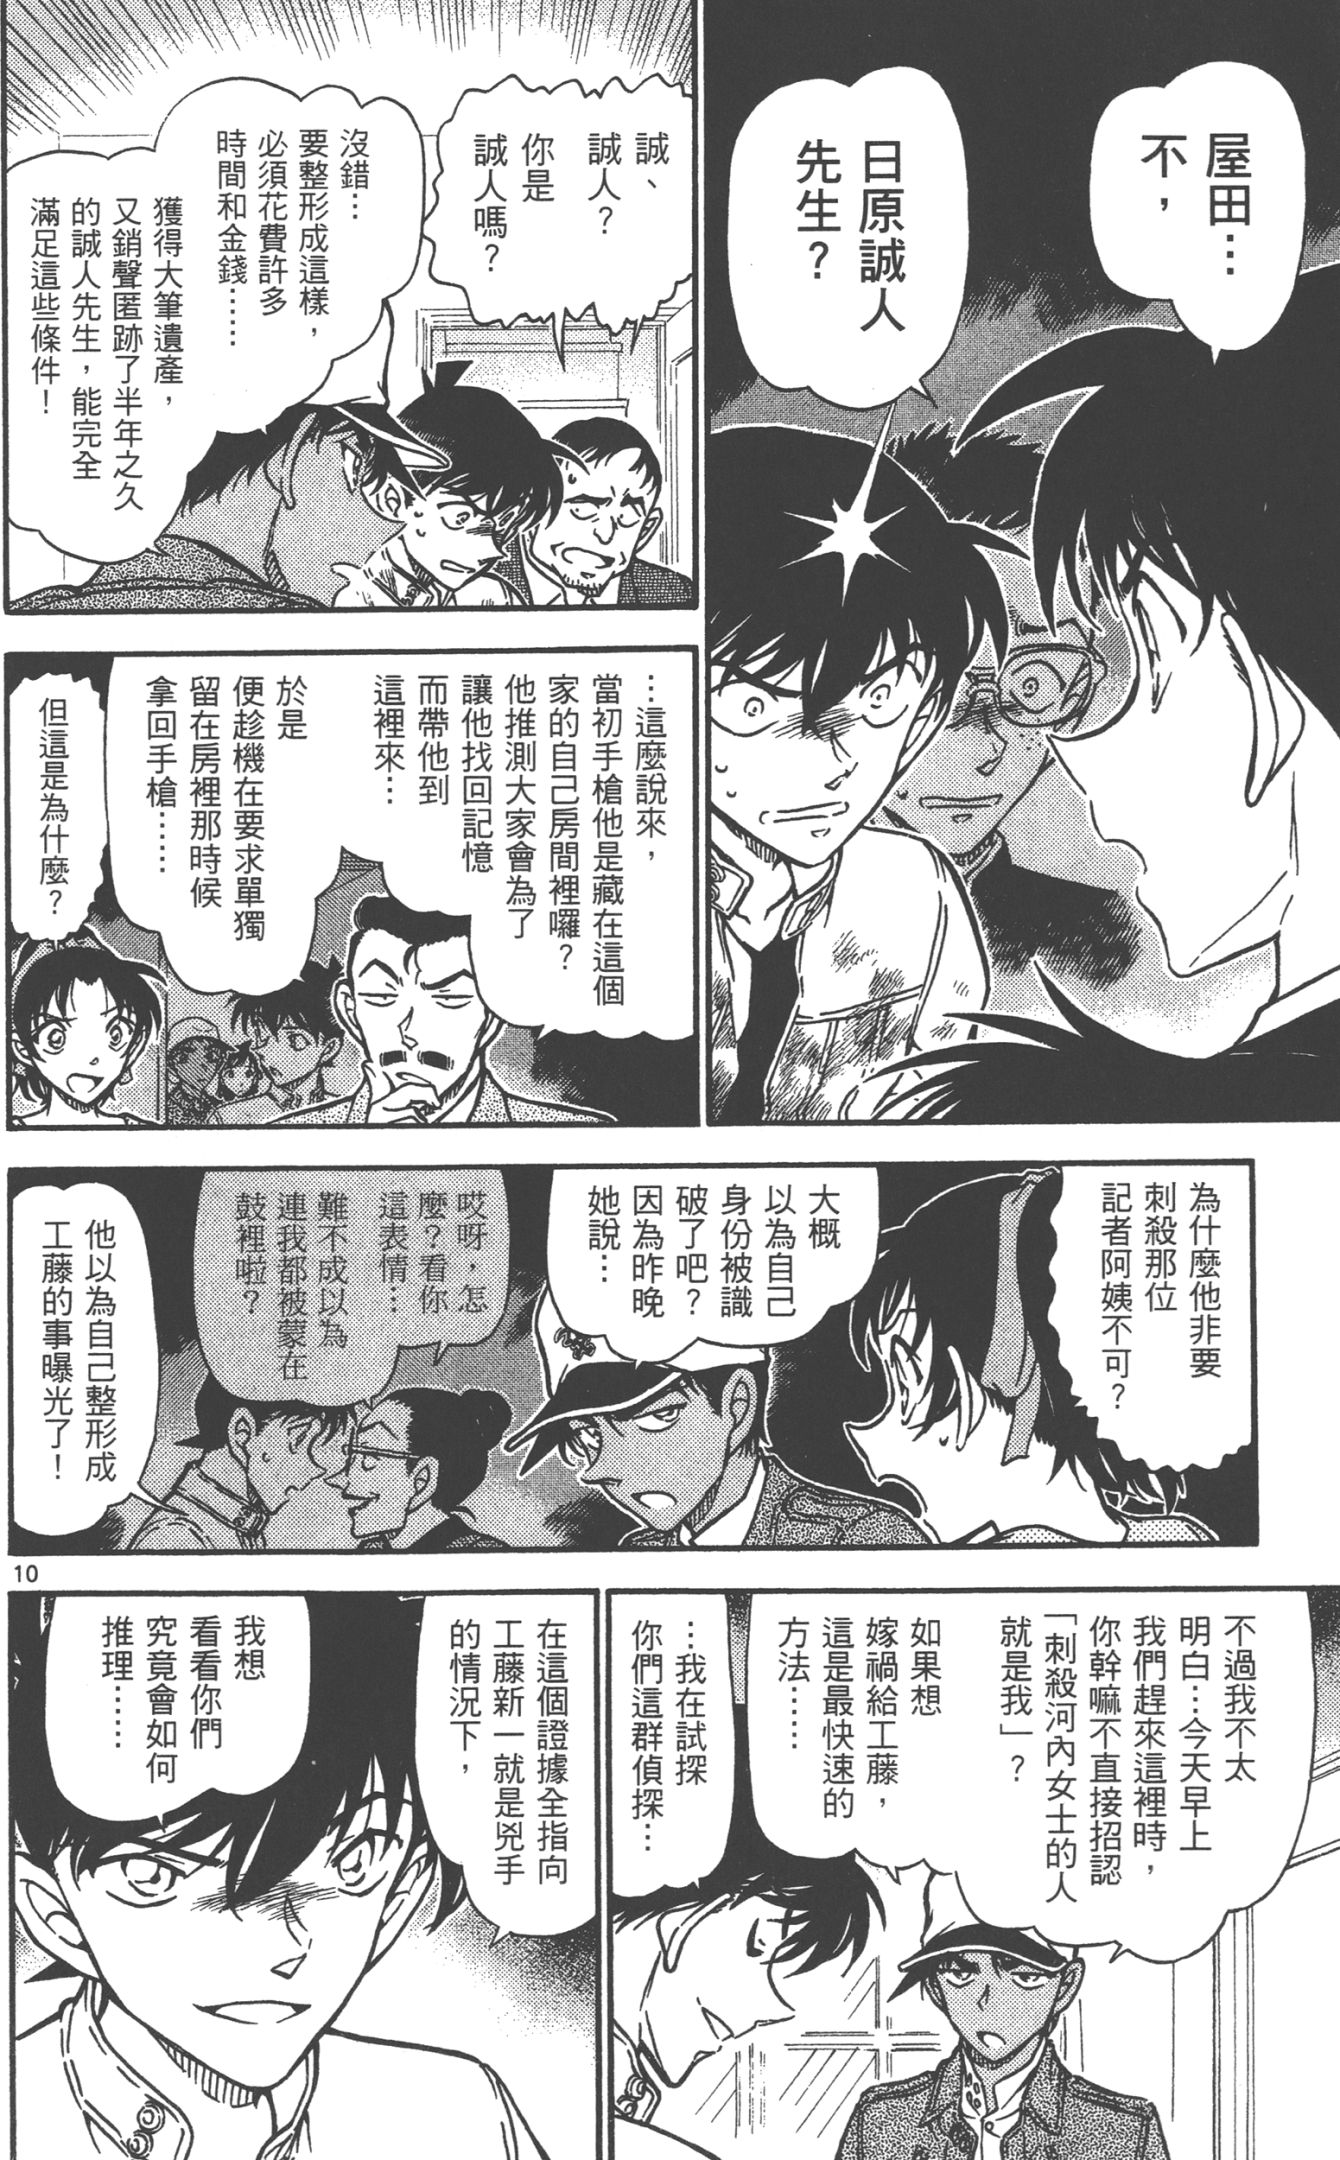 屋田…
不，
日原誠人
先生？
誠、
誠人？
你是
誠人嗎？
沒錯…
要整形成這樣，
必須花費許多
時間和金錢……
獲得大筆遺產，
又銷聲匿跡了半年之久
的誠人先生，能完全
滿足這些條件！
…這麼說來，
當初手槍他是藏在這個
家的自己房間裡囉？
他推測大家會為了
讓他找回記憶
而帶他到
這裡來…
於是
便趁機在要求單獨
留在房裡那時候
拿回手槍……
但這是為什麼？
為什麼他非要
刺殺那位
記者阿姨不可？
大概
以為自己
身份被識
破了吧？
因為昨晚
她說…
哎呀，怎
麼？看你
這表情…
難不成以為
連我都被蒙在
鼓裡啦？
他以為自己整形成
工藤的事曝光了！
10
不過我不太
明白…今天早上
我們趕來這裡時，
你幹嘛不直接招認
「刺殺河內女士的人
就是我」？
如果想
嫁禍給工藤，
這是最快速的
方法……
…我在試探
你們這群偵探…
在這個證據全指向
工藤新一就是兇手
的情況下，
我想
看看你們
究竟會如何
推理……